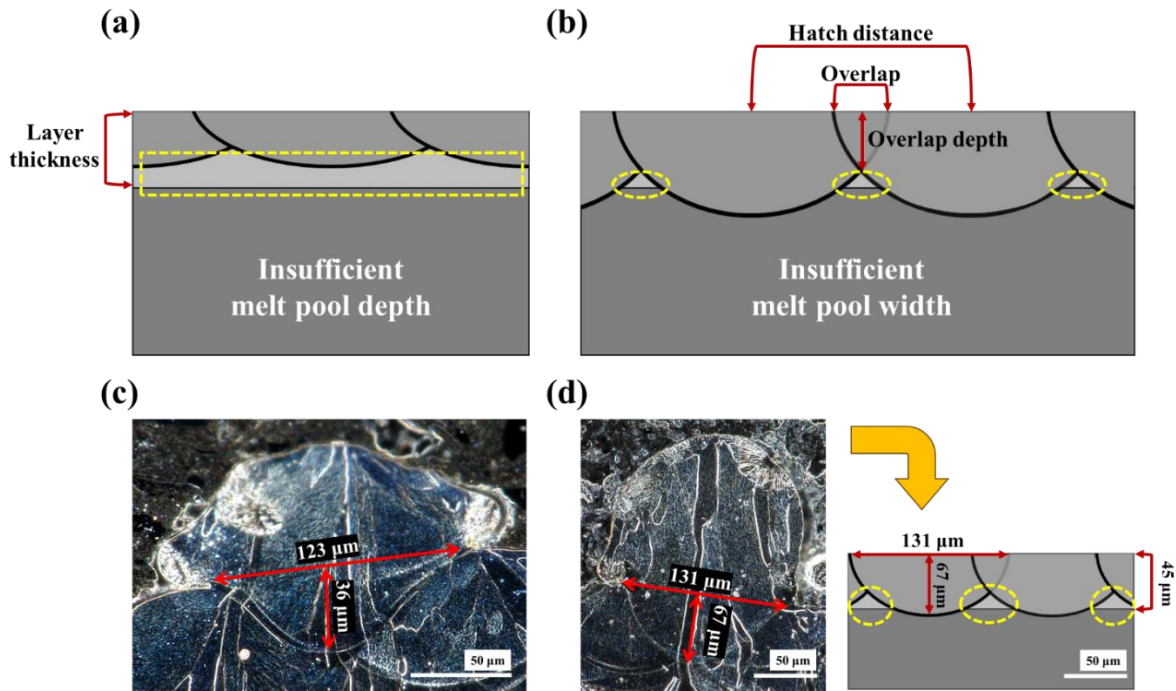 (a)
Layer
thickness
Insufficient
melt pool depth
(b)
Hatch distance
Overlap
Overlap depth
Insufficient
melt pool width
(c)
123 µm
36 µm
50 µm
(d)
131 µm
67 µm
50 µm
131 µm
67 µm
45 µm
50 µm